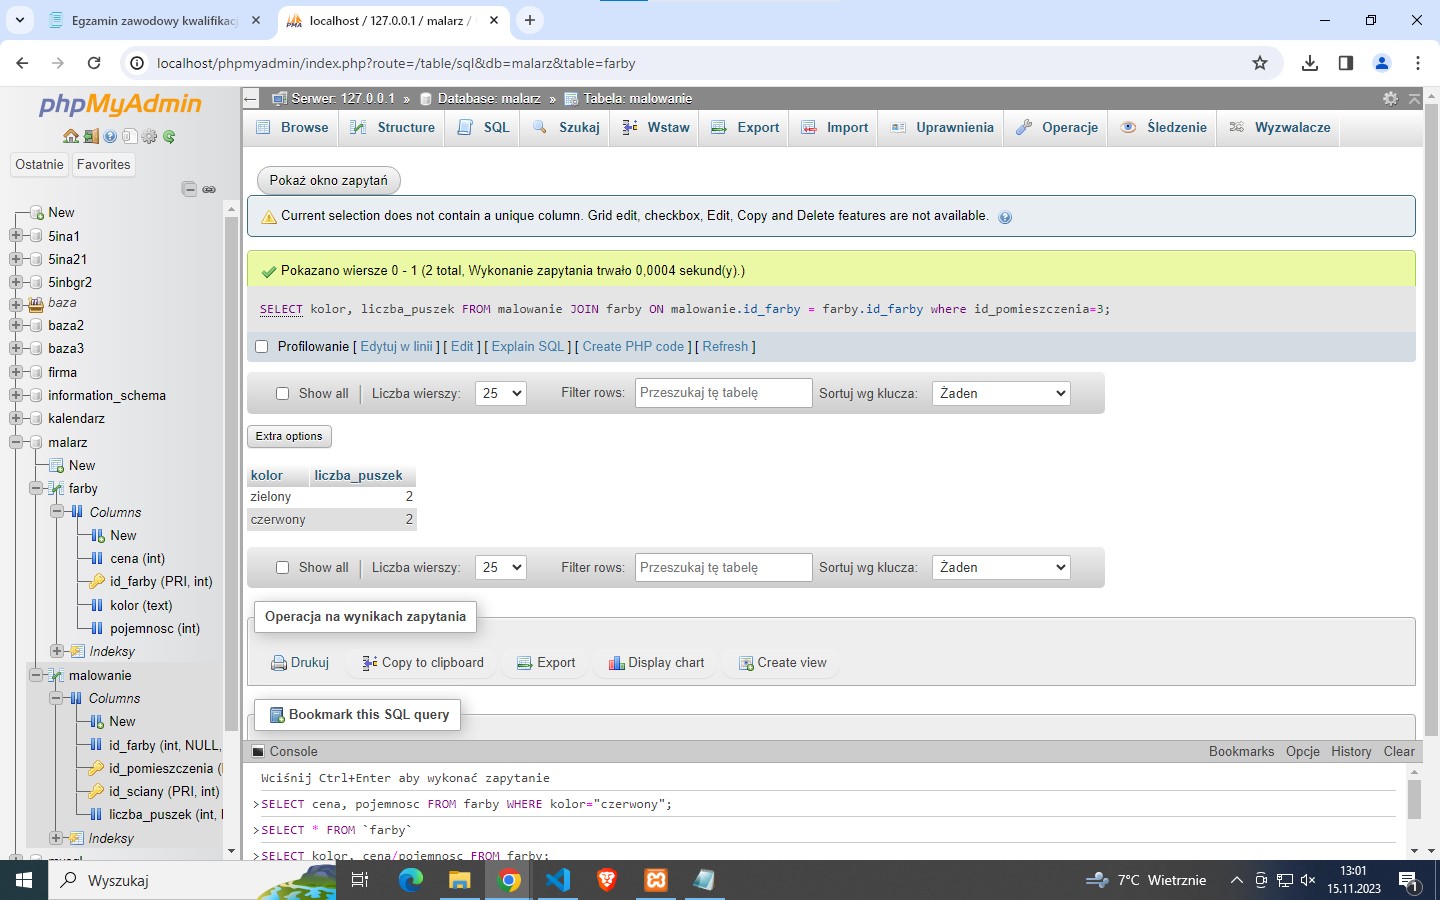 Egzamin zawodowy kwalifikac
localhost / 127.0.0.1 / malarz /
localhost/phpmyadmin/index.php?route=/table/sql&db=malarz&table=farby
phpMyAdmin
Ostatnie Favorites
New
5ina1
5ina21
5inbgr2
baza
baza2
baza3
firma
information_schema
kalendarz
malarz
New
farby
Columns
New
cena (int)
id_farby (PRI, int)
kolor (text)
pojemnosc (int)
Indeksy
malowanie
Columns
New
id_farby (int, NULL,
id_pomieszczenia (
id_sciany (PRI, int)
liczba_puszek (int,
Indeksy
Serwer: 127.0.0.1 » Database: malarz » Tabela: malowanie
Browse Structure SQL Szukaj Wstaw Export Import Uprawnienia Operacje Śledzenie Wyzwalacze
Pokaż okno zapytań
Current selection does not contain a unique column. Grid edit, checkbox, Edit, Copy and Delete features are not available.
Pokazano wiersze 0 - 1 (2 total, Wykonanie zapytania trwało 0,0004 sekund(y).)
SELECT kolor, liczba_puszek FROM malowanie JOIN farby ON malowanie.id_farby = farby.id_farby where id_pomieszczenia=3;
Profilowanie [ Edytuj w linii ] [ Edit ] [ Explain SQL ] [ Create PHP code ] [ Refresh ]
Show all | Liczba wierszy: 25 Filter rows: Przeszukaj tę tabelę Sortuj wg klucza: Żaden
Extra options
kolor liczba_puszek
zielony 2
czerwony 2
Show all | Liczba wierszy: 25 Filter rows: Przeszukaj tę tabelę Sortuj wg klucza: Żaden
Operacja na wynikach zapytania
Drukuj Copy to clipboard Export Display chart Create view
Bookmark this SQL query
Console Bookmarks Opcje History Clear
Wciśnij Ctrl+Enter aby wykonać zapytanie
>SELECT cena, pojemnosc FROM farby WHERE kolor="czerwony";
>SELECT * FROM `farby`
>SELECT kolor, cena/pojemnosc FROM farby;
Wyszukaj
7°C Wietrznie
13:01
15.11.2023
1